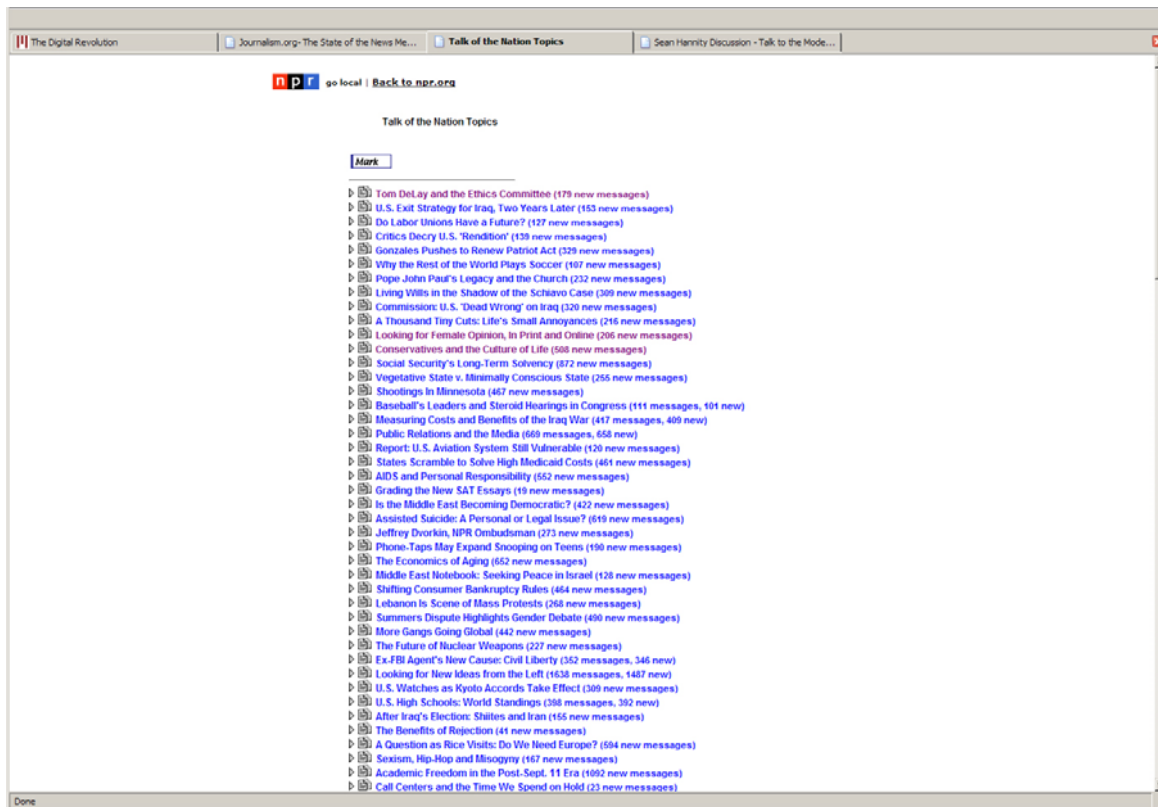 The Digital Revolution
Journalism.org- The State of the News Me...
Talk of the Nation Topics
Sean Hannity Discussion - Talk to the Mode...
npr go local | Back to npr.org
Talk of the Nation Topics
Mark
Tom DeLay and the Ethics Committee (179 new messages)
U.S. Exit Strategy for Iraq, Two Years Later (153 new messages)
Do Labor Unions Have a Future? (127 new messages)
Critics Decry U.S. 'Rendition' (139 new messages)
Gonzales Pushes to Renew Patriot Act (329 new messages)
Why the Rest of the World Plays Soccer (107 new messages)
Pope John Paul's Legacy and the Church (232 new messages)
Living Wills in the Shadow of the Schiavo Case (309 new messages)
Commission: U.S. 'Dead Wrong' on Iraq (320 new messages)
A Thousand Tiny Cuts: Life's Small Annoyances (216 new messages)
Looking for Female Opinion, In Print and Online (206 new messages)
Conservatives and the Culture of Life (508 new messages)
Social Security's Long-Term Solvency (872 new messages)
Vegetative State v. Minimally Conscious State (255 new messages)
Shootings In Minnesota (467 new messages)
Baseball's Leaders and Steroid Hearings in Congress (111 messages, 101 new)
Measuring Costs and Benefits of the Iraq War (417 messages, 409 new)
Public Relations and the Media (669 messages, 658 new)
Report: U.S. Aviation System Still Vulnerable (120 new messages)
States Scramble to Solve High Medicaid Costs (461 new messages)
AIDS and Personal Responsibility (552 new messages)
Grading the New SAT Essays (19 new messages)
Is the Middle East Becoming Democratic? (422 new messages)
Assisted Suicide: A Personal or Legal Issue? (619 new messages)
Jeffrey Dvorkin, NPR Ombudsman (273 new messages)
Phone-Taps May Expand Snooping on Teens (190 new messages)
The Economics of Aging (652 new messages)
Middle East Notebook: Seeking Peace in Israel (128 new messages)
Shifting Consumer Bankruptcy Rules (464 new messages)
Lebanon Is Scene of Mass Protests (268 new messages)
Summers Dispute Highlights Gender Debate (490 new messages)
More Gangs Going Global (442 new messages)
The Future of Nuclear Weapons (227 new messages)
Ex-FBI Agent's New Cause: Civil Liberty (352 messages, 346 new)
Looking for New Ideas from the Left (1638 messages, 1487 new)
U.S. Watches as Kyoto Accords Take Effect (309 new messages)
U.S. High Schools: World Standings (398 messages, 392 new)
After Iraq's Election: Shiites and Iran (155 new messages)
The Benefits of Rejection (41 new messages)
A Question as Rice Visits: Do We Need Europe? (594 new messages)
Sexism, Hip-Hop and Misogyny (167 new messages)
Academic Freedom in the Post-Sept. 11 Era (1092 new messages)
Call Centers and the Time We Spend on Hold (23 new messages)
Done